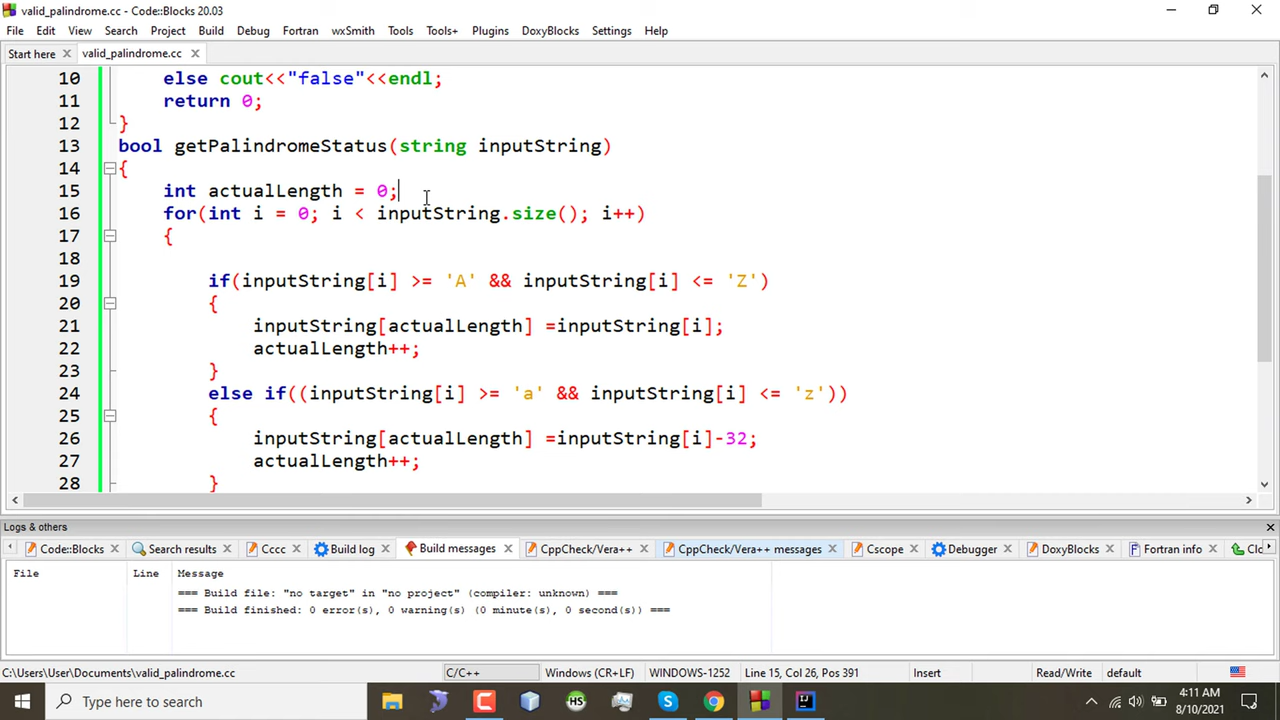 valid_palindrome.cc - Code::Blocks 20.03
File Edit View Search Project Build Debug Fortran wxSmith Tools Tools+ Plugins DoxyBlocks Settings Help
Start here valid_palindrome.cc
10 else cout<<"false"<<endl;
11 return 0;
12 }
13 bool getPalindromeStatus(string inputString)
14 {
15 int actualLength = 0;
16 for(int i = 0; i < inputString.size(); i++)
17 {
18
19 if(inputString[i] >= 'A' && inputString[i] <= 'Z')
20 {
21 inputString[actualLength] =inputString[i];
22 actualLength++;
23 }
24 else if((inputString[i] >= 'a' && inputString[i] <= 'z'))
25 {
26 inputString[actualLength] =inputString[i]-32;
27 actualLength++;
28 }
Logs & others
Code::Blocks Search results Cccc Build log Build messages CppCheck/Vera++ CppCheck/Vera++ messages Cscope Debugger DoxyBlocks Fortran info Clo
File Line Message
=== Build file: "no target" in "no project" (compiler: unknown) ===
=== Build finished: 0 error(s), 0 warning(s) (0 minute(s), 0 second(s)) ===
C:\Users\User\Documents\valid_palindrome.cc C/C++ Windows (CR+LF) WINDOWS-1252 Line 15, Col 26, Pos 391 Insert Read/Write default
Type here to search HS 4:11 AM
8/10/2021